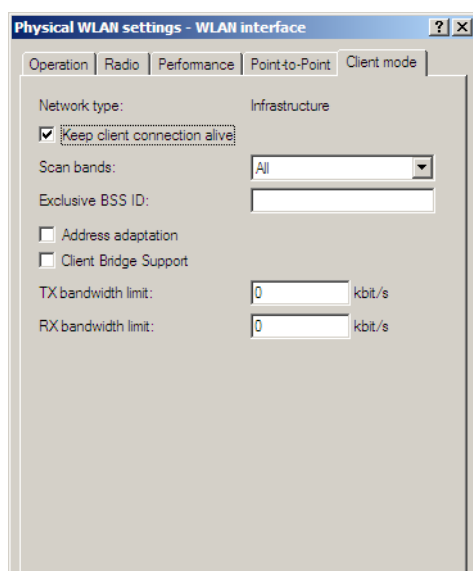 Physical WLAN settings - WLAN interface
Operation Radio Performance Point-to-Point Client mode
Network type: Infrastructure
Keep client connection alive
Scan bands: All
Exclusive BSS ID:
Address adaptation
Client Bridge Support
TX bandwidth limit: 0 kbit/s
RX bandwidth limit: 0 kbit/s